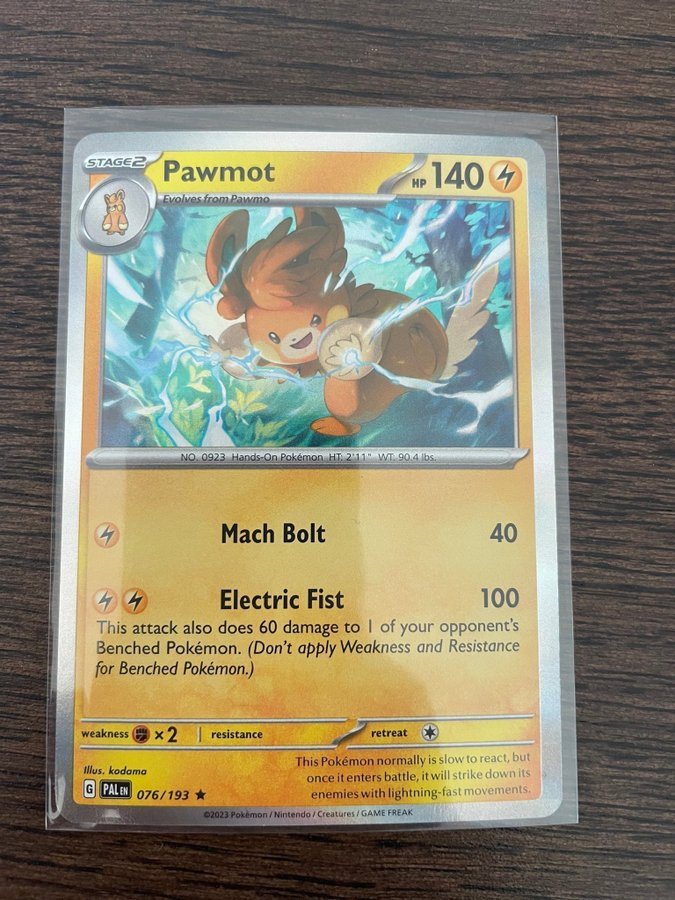 STAGE2 Pawmot HP 140
Evolves from Pawmo
NO. 0923 Hands-On Pokémon HT: 2'11" WT: 90.4 lbs.
Mach Bolt 40
Electric Fist 100
This attack also does 60 damage to 1 of your opponent's
Benched Pokémon. (Don't apply Weakness and Resistance
for Benched Pokémon.)
weakness ×2 resistance retreat
Illus. kodama
This Pokémon normally is slow to react, but
once it enters battle, it will strike down its
enemies with lightning-fast movements.
G PAL EN 076/193
©2023 Pokémon / Nintendo / Creatures / GAME FREAK